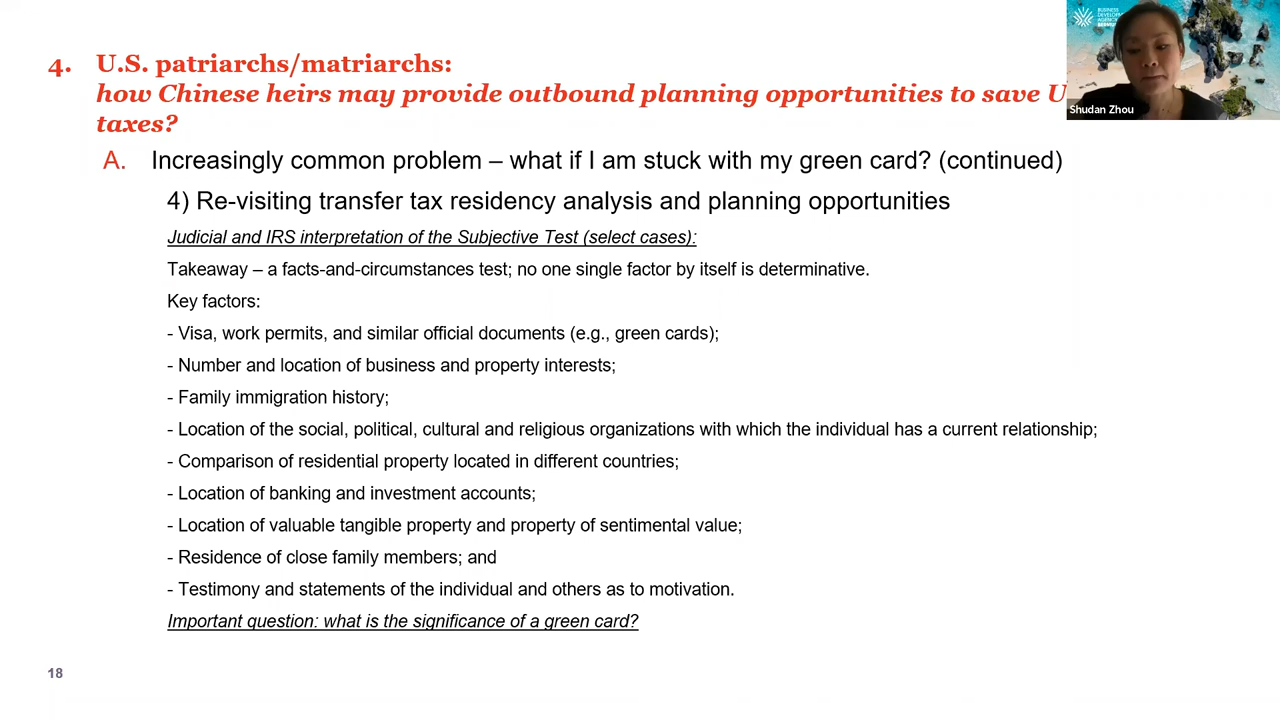 4. U.S. patriarchs/matriarchs:
how Chinese heirs may provide outbound planning opportunities to save U
taxes?
A. Increasingly common problem – what if I am stuck with my green card? (continued)
4) Re-visiting transfer tax residency analysis and planning opportunities
Judicial and IRS interpretation of the Subjective Test (select cases):
Takeaway – a facts-and-circumstances test; no one single factor by itself is determinative.
Key factors:
- Visa, work permits, and similar official documents (e.g., green cards);
- Number and location of business and property interests;
- Family immigration history;
- Location of the social, political, cultural and religious organizations with which the individual has a current relationship;
- Comparison of residential property located in different countries;
- Location of banking and investment accounts;
- Location of valuable tangible property and property of sentimental value;
- Residence of close family members; and
- Testimony and statements of the individual and others as to motivation.
Important question: what is the significance of a green card?
18
BUSINESS
DEVELOP
AGENCY
Shudan Zhou